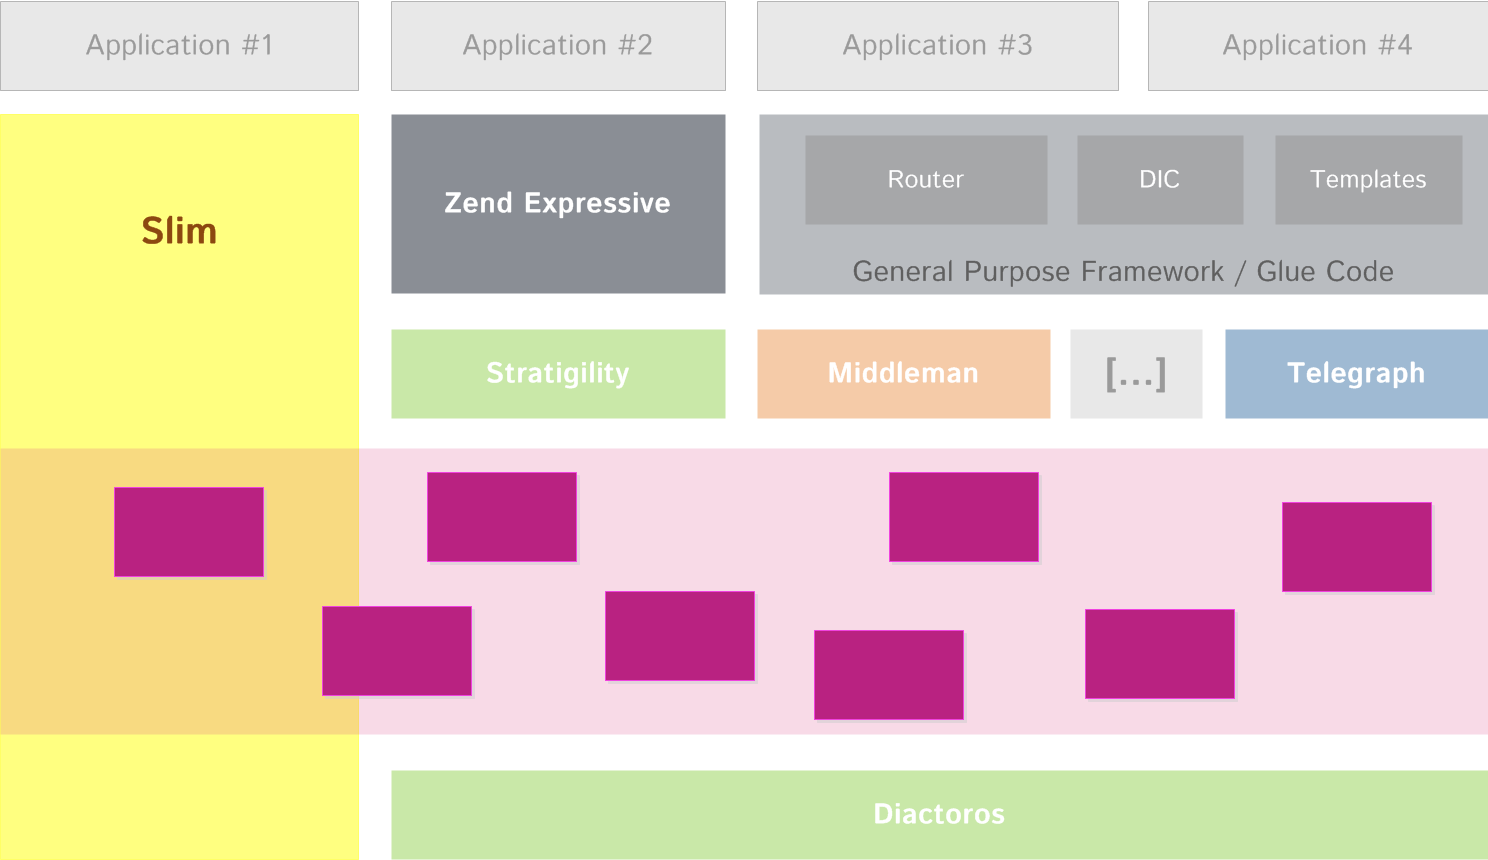 Application #1
Application #2
Application #3
Application #4
Slim
Zend Expressive
Router
DIC
Templates
General Purpose Framework / Glue Code
Stratigility
Middleman
[...]
Telegraph
Diactoros